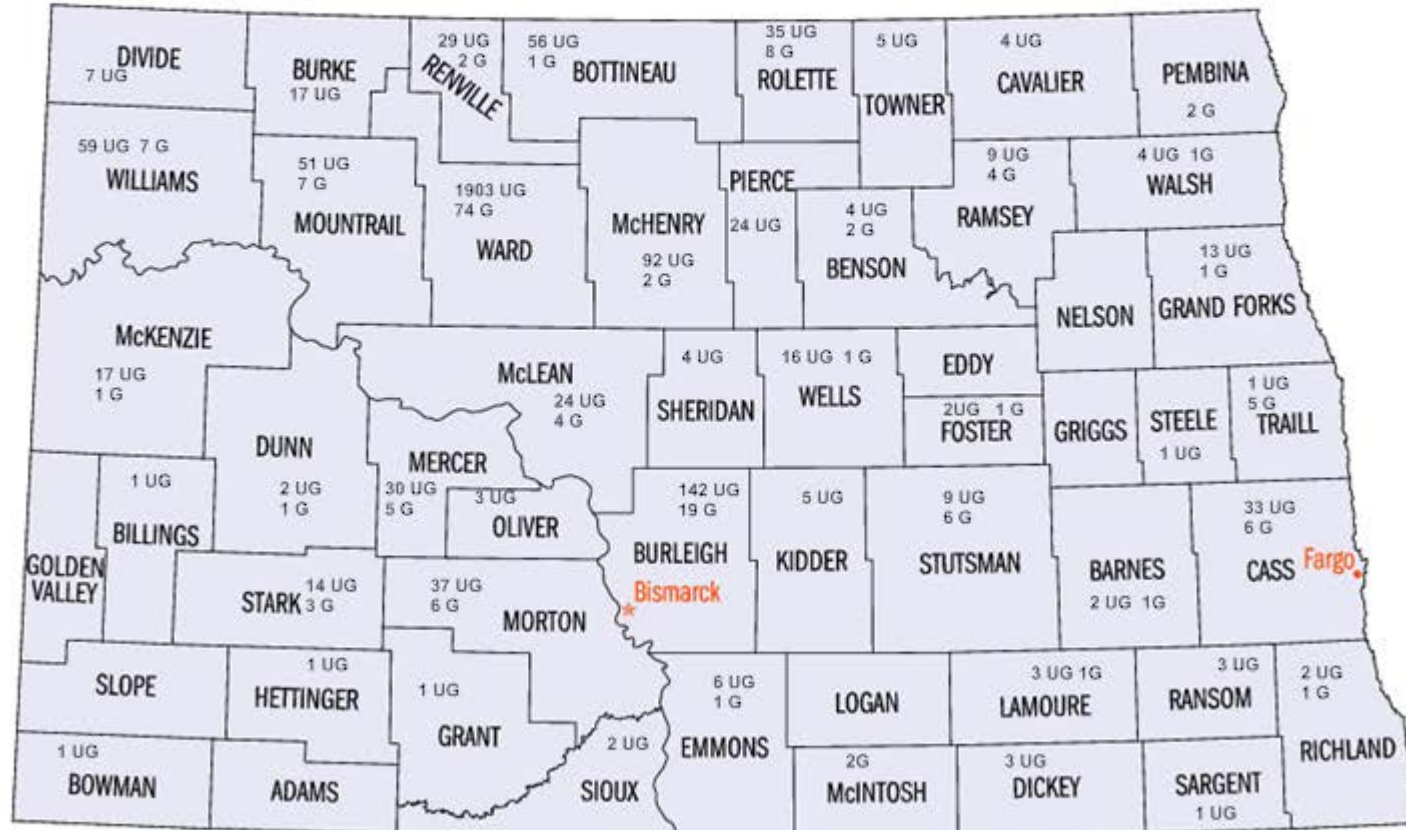 DIVIDE
7 UG
BURKE
17 UG
29 UG
2 G
RENVILLE
56 UG
1 G
BOTTINEAU
35 UG
8 G
ROLETTE
5 UG
TOWNER
4 UG
CAVALIER
PEMBINA
2 G
59 UG 7 G
WILLIAMS
51 UG
7 G
MOUNTRAIL
1903 UG
74 G
WARD
McHENRY
92 UG
2 G
PIERCE
24 UG
4 UG
2 G
BENSON
9 UG
4 G
RAMSEY
4 UG 1G
WALSH
NELSON
13 UG
1 G
GRAND FORKS
McKENZIE
17 UG
1 G
DUNN
2 UG
1 G
McLEAN
24 UG
4 G
MERCER
30 UG
5 G
3 UG
OLIVER
4 UG
SHERIDAN
16 UG 1 G
WELLS
EDDY
2UG 1 G
FOSTER
GRIGGS
STEELE
1 UG
1 UG
5 G
TRAILL
GOLDEN
VALLEY
1 UG
BILLINGS
STARK
14 UG
3 G
37 UG
6 G
MORTON
142 UG
19 G
BURLEIGH
Bismarck
5 UG
KIDDER
9 UG
6 G
STUTSMAN
BARNES
2 UG 1G
33 UG
6 G
CASS
Fargo
SLOPE
1 UG
HETTINGER
1 UG
GRANT
6 UG
1 G
EMMONS
LOGAN
3 UG 1G
LAMOURE
3 UG
RANSOM
2 UG
1 G
RICHLAND
1 UG
BOWMAN
ADAMS
2 UG
SIOUX
2G
McINTOSH
3 UG
DICKEY
SARGENT
1 UG